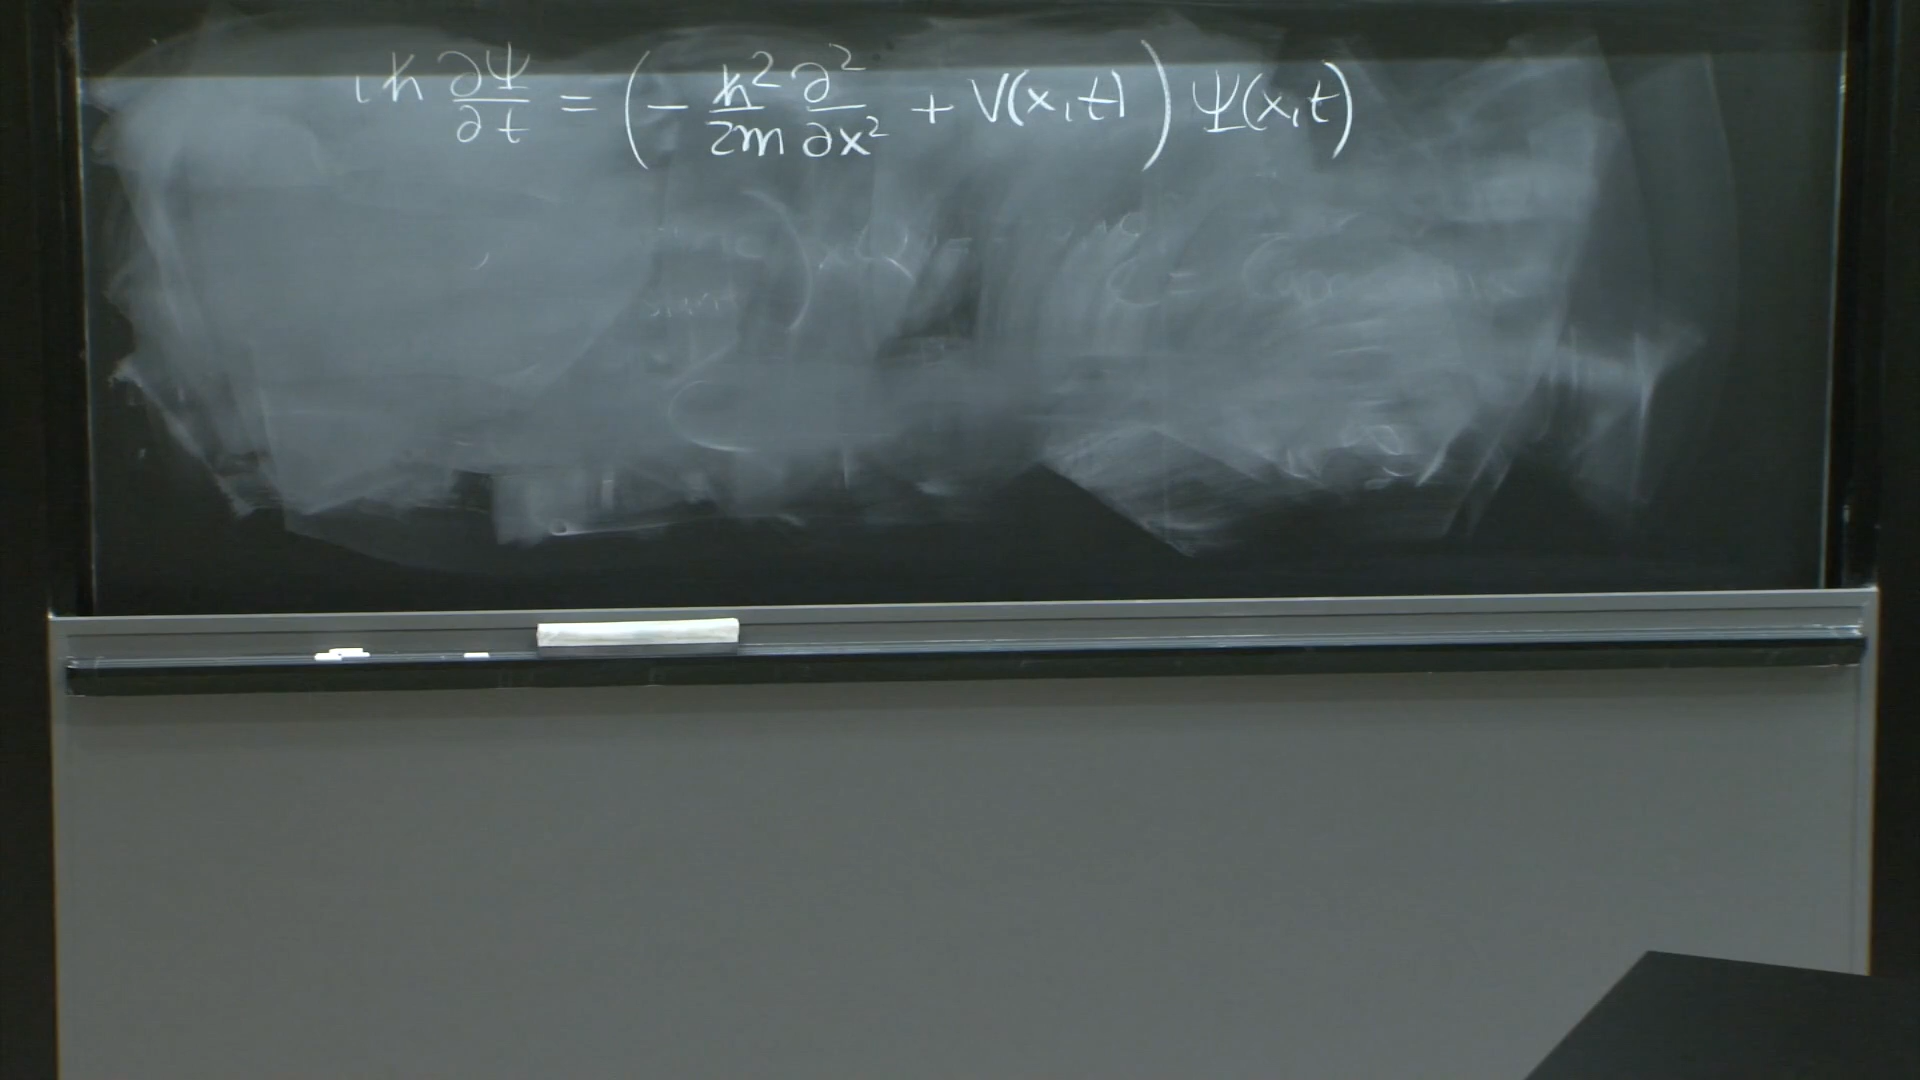 iℏ ∂Ψ/∂t = (− ℏ²/2m ∂²/∂x² + V(x,t)) Ψ(x,t)